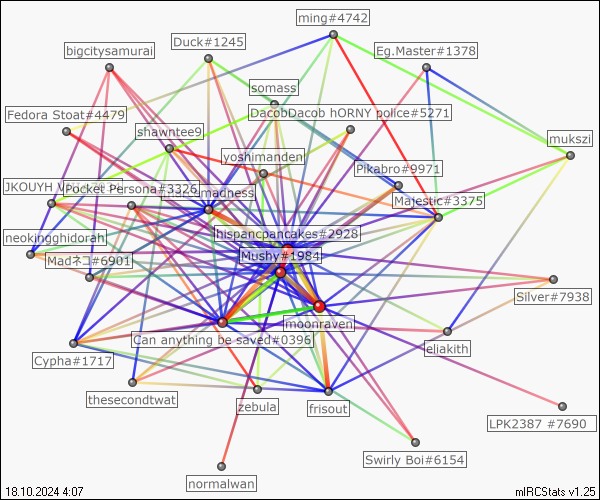 ming#4742
Duck#1245
bigcitysamurai
Eg.Master#1378
somass
Fedora Stoat#4479
DacobDacob hORNY police#5271
shawntee9
mukszi
yoshimanden
Pikabro#9971
JKOUYH
Pocket Persona#3326
madness
Majestic#3375
hispancpancakes#2928
neokingghidorah
Mushy#1984
Madネコ#6901
Silver#7938
moonraven
Can anything be saved#0396
eliakith
Cypha#1717
thesecondtwat
zebula
frisout
LPK2387 #7690
Swirly Boi#6154
normalwan
18.10.2024 4:07
mIRCStats v1.25